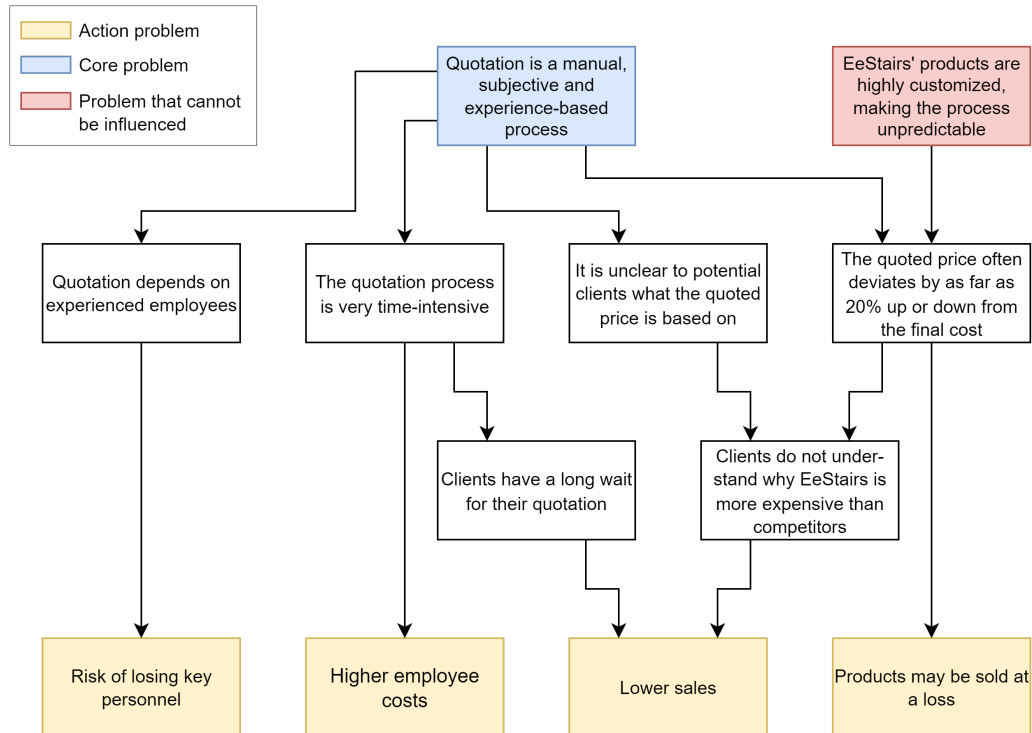 Action problem
Core problem
Problem that cannot
be influenced
Quotation is a manual,
subjective and
experience-based
process
EeStairs' products are
highly customized,
making the process
unpredictable
Quotation depends on
experienced employees
The quotation process
is very time-intensive
It is unclear to potential
clients what the quoted
price is based on
The quoted price often
deviates by as far as
20% up or down from
the final cost
Clients have a long wait
for their quotation
Clients do not under-
stand why EeStairs is
more expensive than
competitors
Risk of losing key
personnel
Higher employee
costs
Lower sales
Products may be sold at
a loss